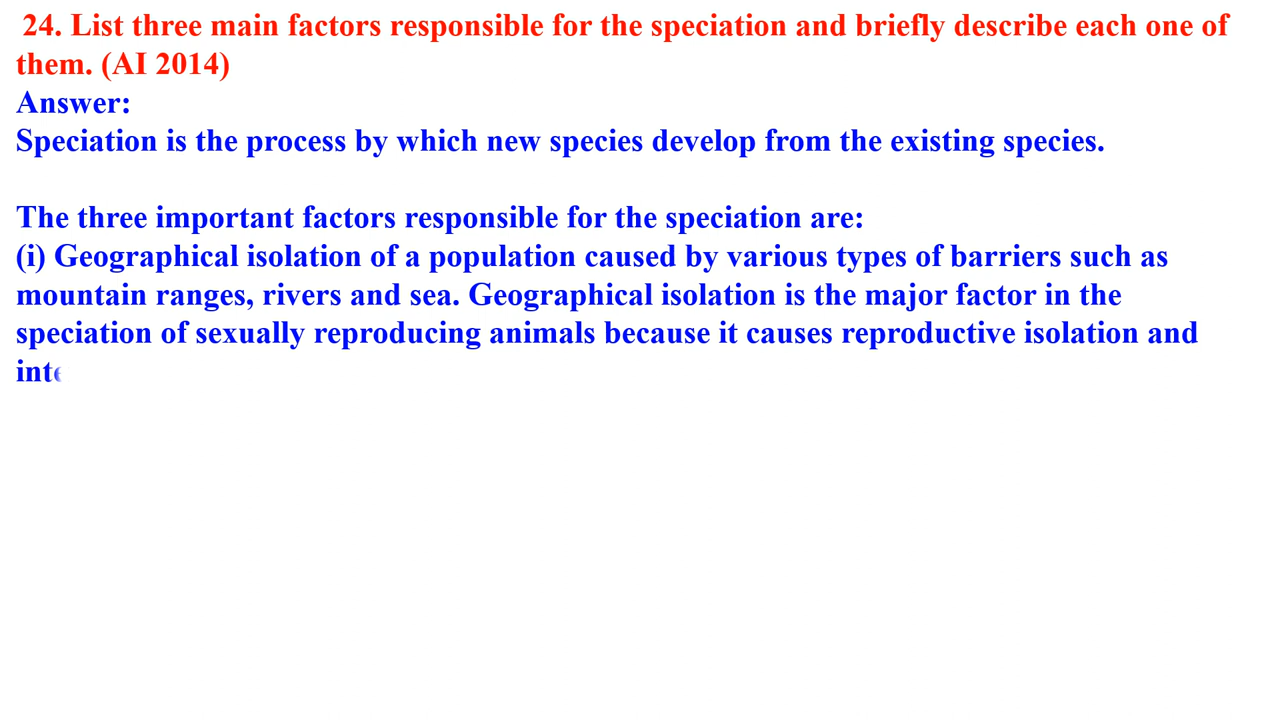 24. List three main factors responsible for the speciation and briefly describe each one of
them. (AI 2014)
Answer:
Speciation is the process by which new species develop from the existing species.
The three important factors responsible for the speciation are:
(i) Geographical isolation of a population caused by various types of barriers such as
mountain ranges, rivers and sea. Geographical isolation is the major factor in the
speciation of sexually reproducing animals because it causes reproductive isolation and